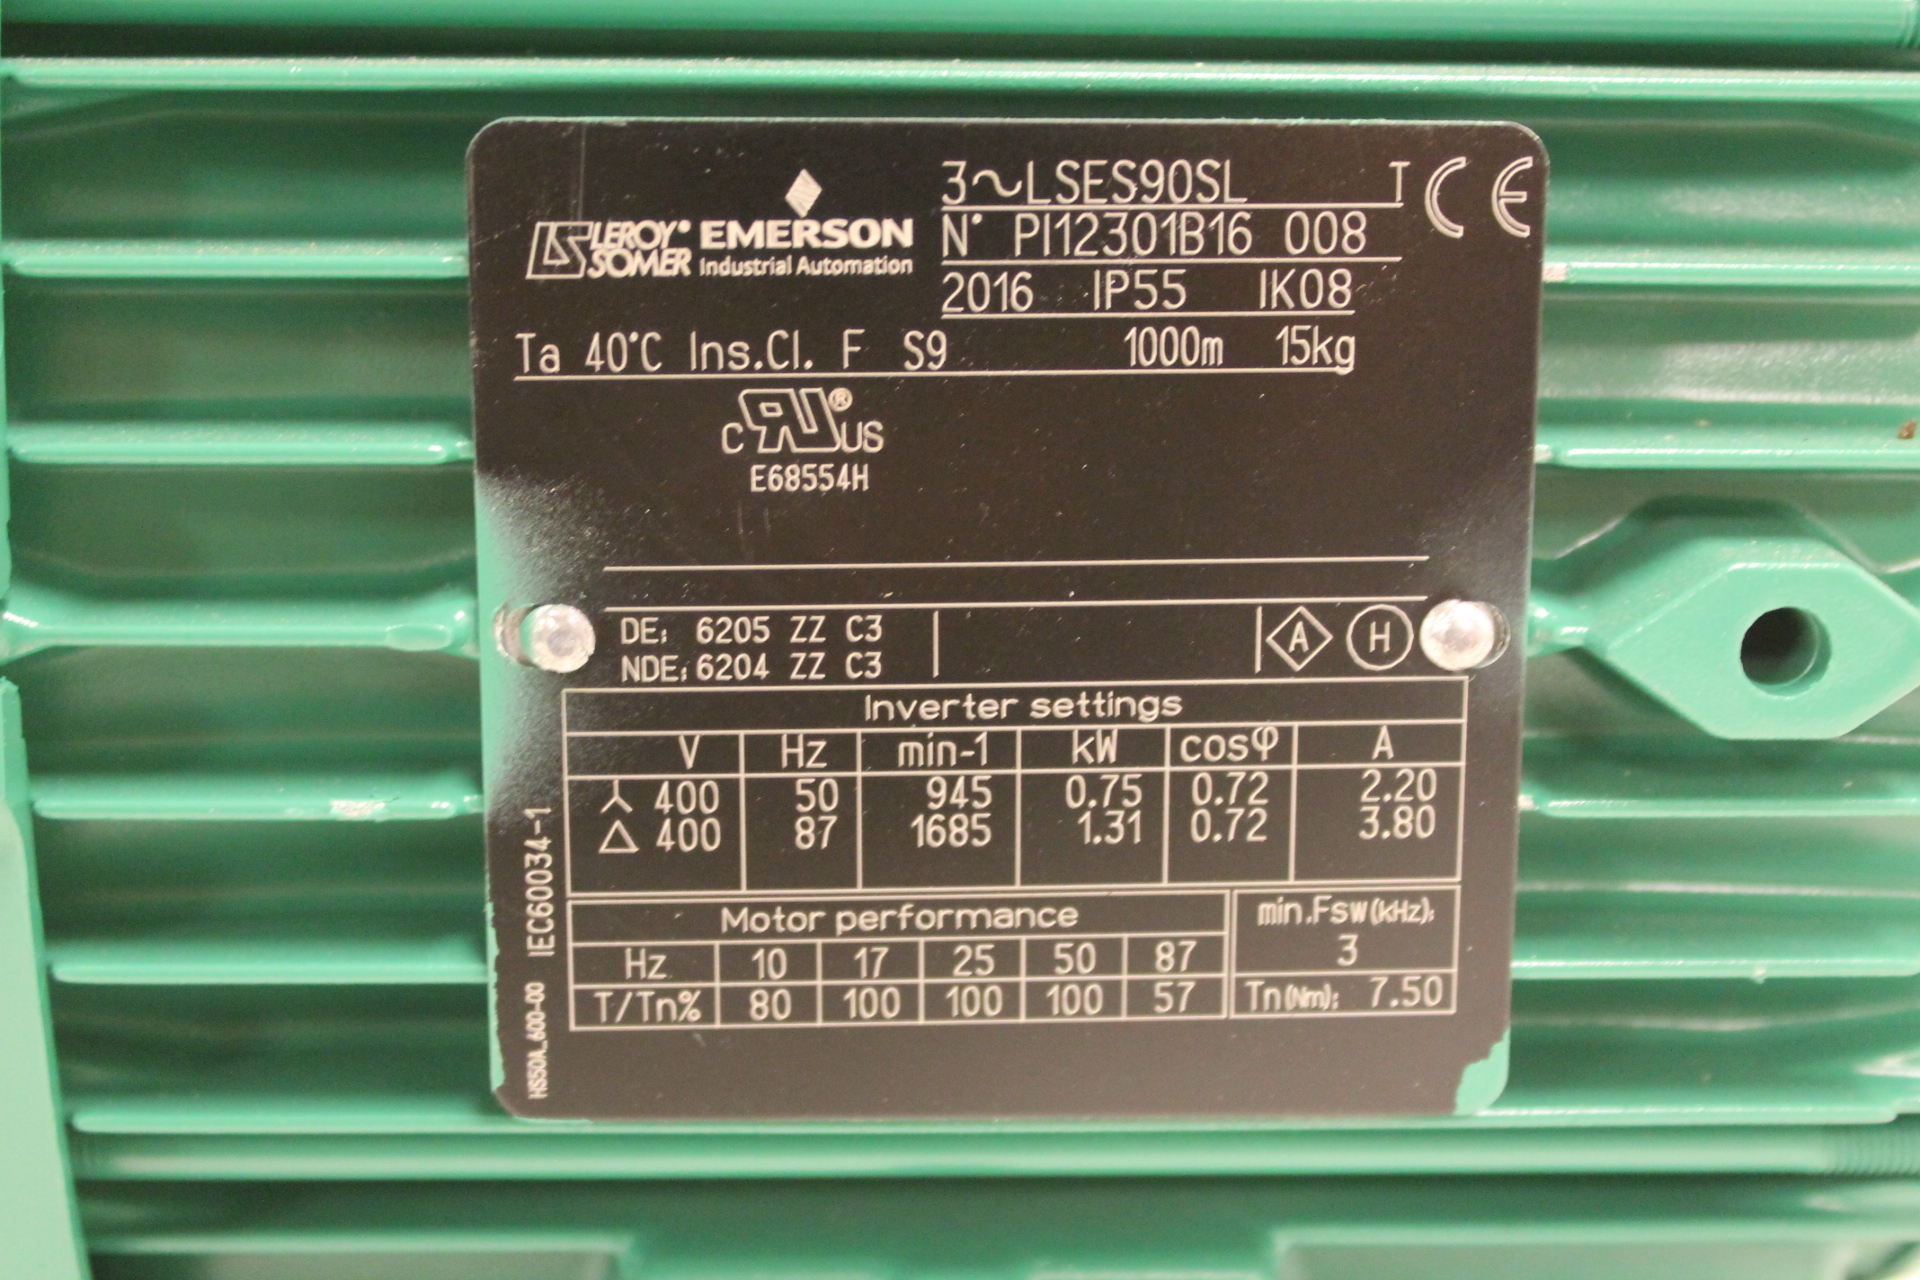 3~LSES90SL T CE
LEROY® SOMER
EMERSON
Industrial Automation
N° PI12301B16 008
2016 IP55 IK08
Ta 40°C Ins.Cl. F S9 1000m 15kg
C RU® US
E68554H
DE: 6205 ZZ C3
NDE: 6204 ZZ C3
A H
Inverter settings
V Hz min-1 kW cosφ A
⅄ 400 50 945 0.75 0.72 2.20
△ 400 87 1685 1.31 0.72 3.80
Motor performance
Hz 10 17 25 50 87
T/Tn% 80 100 100 100 57
min.Fsw(kHz):
3
Tn(Nm): 7.50
IEC60034-1
HS50A_600-00